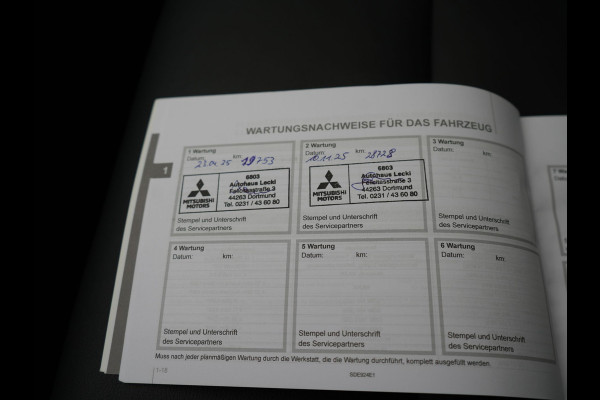 WARTUNGSNACHWEISE FÜR DAS FAHRZEUG
1
1 Wartung
Datum: 22.04.25 km: 19753
MITSUBISHI
MOTORS
6803
Autohaus Lecki
44263 Dortmund
Tel. 0231 / 43 60 80
Stempel und Unterschrift
des Servicepartners
2 Wartung
Datum: 10.11.25 km: 28728
MITSUBISHI
MOTORS
6803
Autohaus Lecki
44263 Dortmund
Tel. 0231 / 43 60 80
Stempel und Unterschrift
des Servicepartners
3 Wartung
Datum: km:
Stempel und Unterschrift
des Servicepartners
4 Wartung
Datum: km:
Stempel und Unterschrift
des Servicepartners
5 Wartung
Datum: km:
Stempel und Unterschrift
des Servicepartners
6 Wartung
Datum: km:
Stempel und Unterschrift
des Servicepartners
Muss nach jeder planmäßigen Wartung durch die Werkstatt, die die Wartung durchführt, komplett ausgefüllt werden.